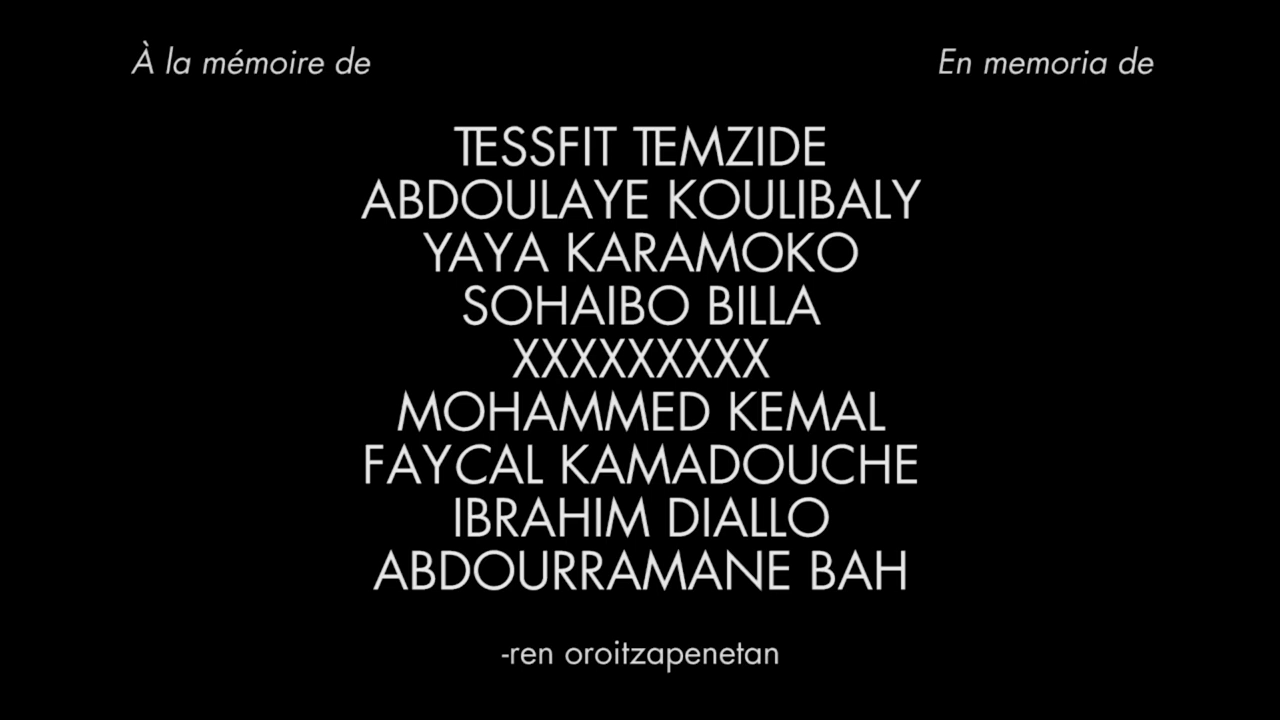 À la mémoire de
En memoria de
TESSFIT TEMZIDE
ABDOULAYE KOULIBALY
YAYA KARAMOKO
SOHAIBO BILLA
XXXXXXXXX
MOHAMMED KEMAL
FAYCAL KAMADOUCHE
IBRAHIM DIALLO
ABDOURRAMANE BAH
-ren oroitzapenetan